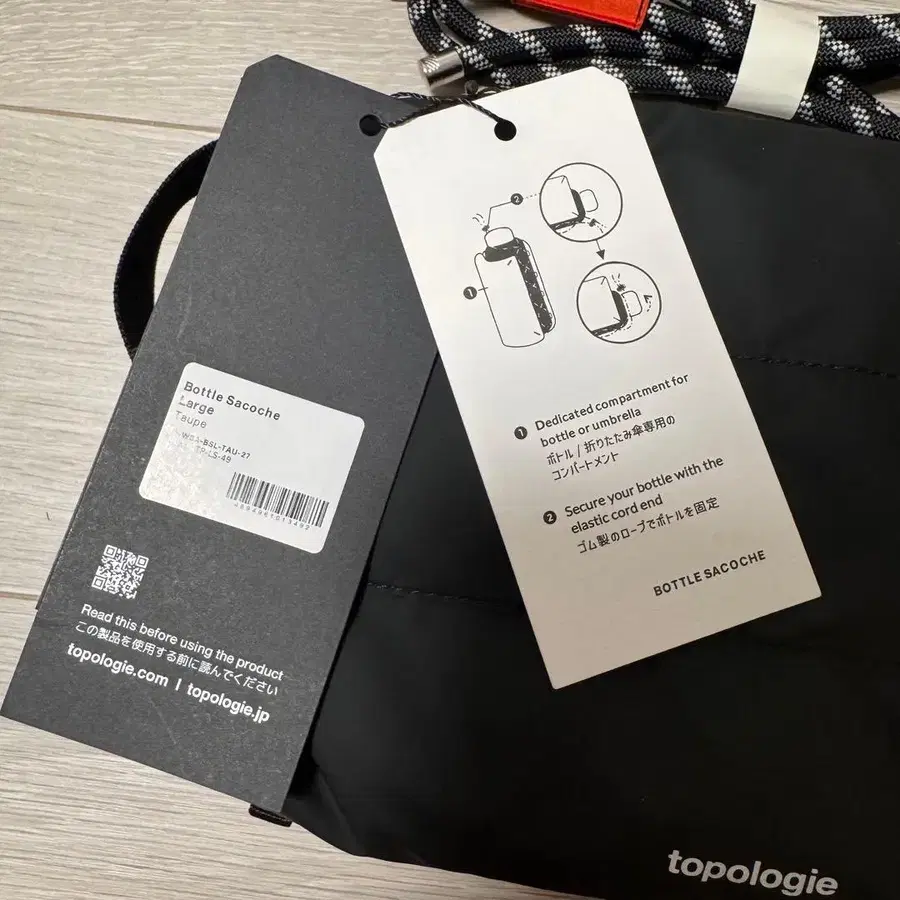 Bottle Sacoche
Large
Taupe
Read this before using the product
この製品を使用する前に読んでください
topologie.com | topologie.jp
2
1
1 Dedicated compartment for
bottle or umbrella
ボトル / 折りたたみ傘専用の
コンパートメント
2 Secure your bottle with the
elastic cord end
ゴム製のロープでボトルを固定
BOTTLE SACOCHE
topologie